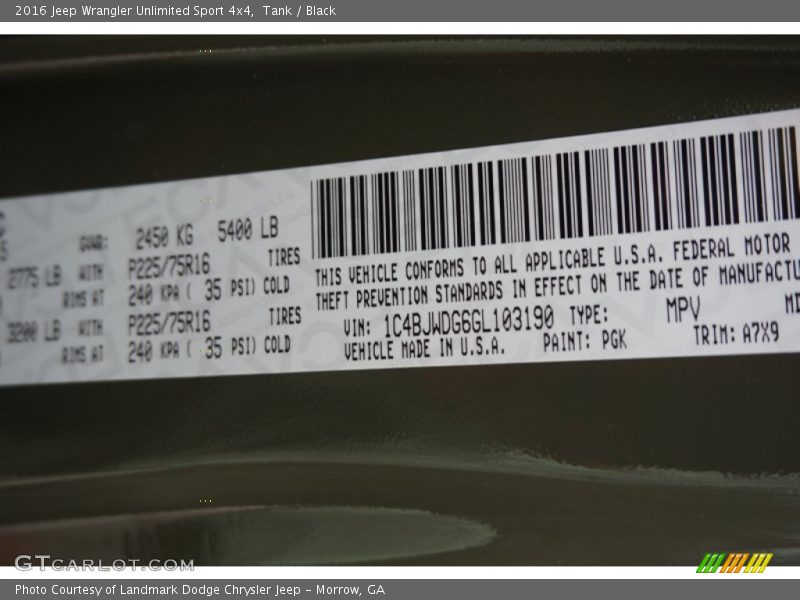 2016 Jeep Wrangler Unlimited Sport 4x4, Tank / Black
GVWR: 2450 KG 5400 LB
2775 LB WITH P225/75R16 TIRES
RIMS AT 240 KPA ( 35 PSI) COLD
3200 LB WITH P225/75R16 TIRES
RIMS AT 240 KPA ( 35 PSI) COLD
THIS VEHICLE CONFORMS TO ALL APPLICABLE U.S.A. FEDERAL MOTOR
THEFT PREVENTION STANDARDS IN EFFECT ON THE DATE OF MANUFACTU
VIN: 1C4BJWDG6GL103190 TYPE: MPV
VEHICLE MADE IN U.S.A. PAINT: PGK TRIM: A7X9
GTcarlot.com
Photo Courtesy of Landmark Dodge Chrysler Jeep – Morrow, GA